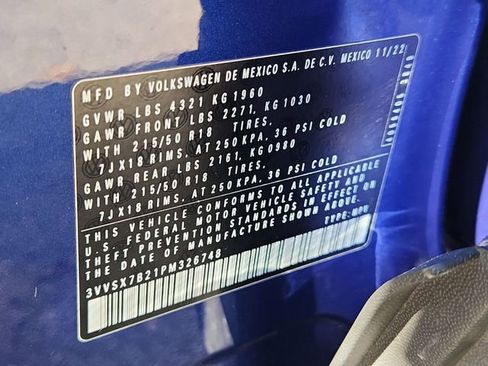 MFD BY VOLKSWAGEN DE MEXICO S.A. DE C.V. MEXICO 11/22
GVWR LBS 4321 KG1960
GAWR FRONT LBS 2271, KG1030
WITH 215/50 R18 TIRES.
7JX18 RIMS. AT 250KPA, 36 PSI COLD
GAWR REAR LBS 2161, KG0980
WITH 215/50 R18 TIRES.
7JX18 RIMS. AT 250KPA. 36 PSI COLD
THIS VEHICLE CONFORMS TO ALL APPLICABLE
U.S. FEDERAL MOTOR VEHICLE SAFETY AND
THEFT PREVENTION STANDARDS IN EFFECT ON
THE DATE OF MANUFACTURE
TYPE:MPV
3VVSX7B21PM326748